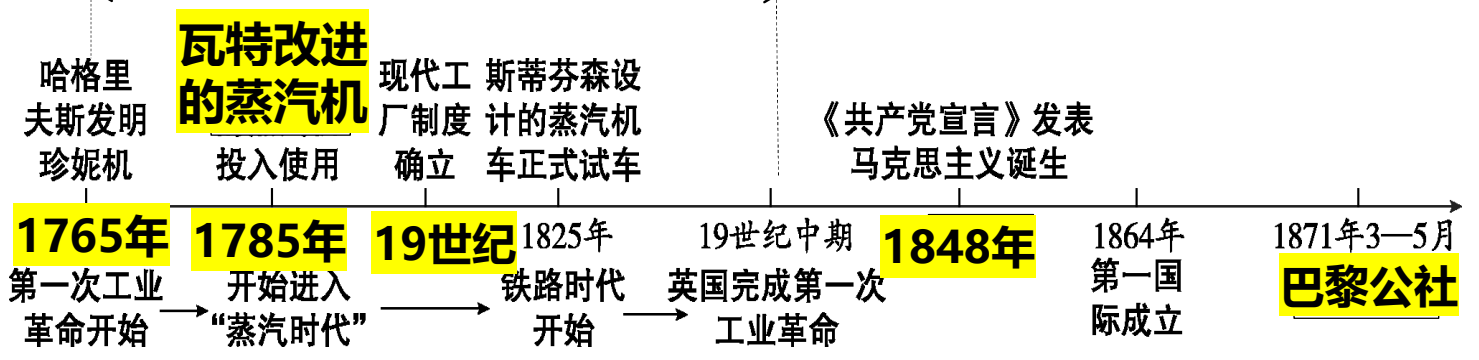 哈格里
夫斯发明
珍妮机
瓦特改进
的蒸汽机
投入使用
现代工
厂制度
确立
斯蒂芬森设
计的蒸汽机
车正式试车
《共产党宣言》发表
马克思主义诞生
1765年
1785年
19世纪
1825年
19世纪中期
1848年
1864年
1871年3—5月
第一次工业
革命开始
开始进入
“蒸汽时代”
铁路时代
开始
英国完成第一次
工业革命
第一国
际成立
巴黎公社